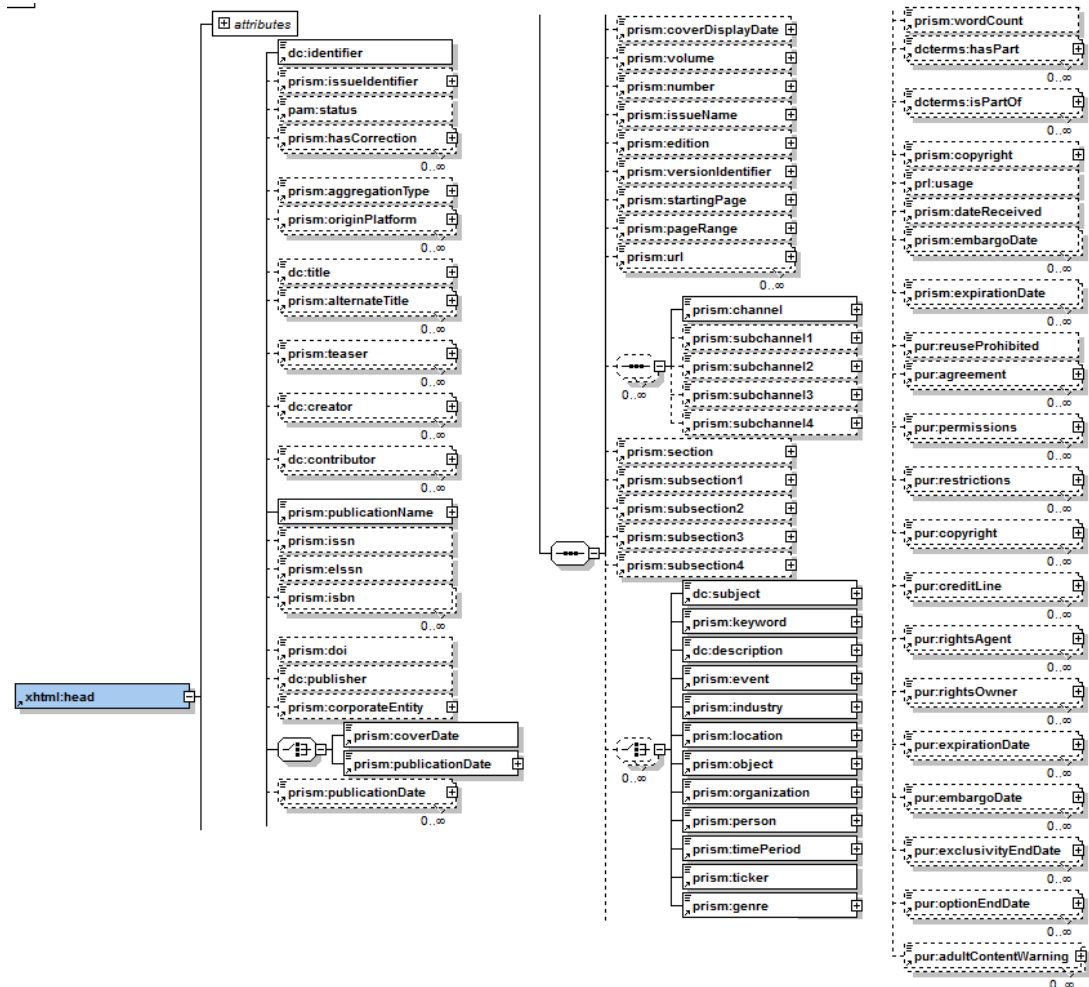 attributes
dc:identifier
prism:issueIdentifier
pam:status
prism:hasCorrection
0..∞
prism:aggregationType
prism:originPlatform
0..∞
dc:title
prism:alternateTitle
0..∞
prism:teaser
0..∞
dc:creator
0..∞
dc:contributor
0..∞
prism:publicationName
prism:issn
prism:eIssn
prism:isbn
0..∞
prism:doi
dc:publisher
xhtml:head
prism:corporateEntity
prism:coverDate
prism:publicationDate
prism:publicationDate
0..∞
prism:coverDisplayDate
prism:volume
prism:number
prism:issueName
prism:edition
prism:versionIdentifier
prism:startingPage
prism:pageRange
prism:url
0..∞
prism:channel
prism:subchannel1
prism:subchannel2
prism:subchannel3
prism:subchannel4
0..∞
prism:section
prism:subsection1
prism:subsection2
prism:subsection3
prism:subsection4
dc:subject
prism:keyword
dc:description
prism:event
prism:industry
prism:location
prism:object
prism:organization
prism:person
prism:timePeriod
prism:ticker
prism:genre
0..∞
prism:wordCount
dcterms:hasPart
0..∞
dcterms:isPartOf
0..∞
prism:copyright
prl:usage
prism:dateReceived
prism:embargoDate
0..∞
prism:expirationDate
0..∞
pur:reuseProhibited
pur:agreement
0..∞
pur:permissions
0..∞
pur:restrictions
0..∞
pur:copyright
0..∞
pur:creditLine
0..∞
pur:rightsAgent
0..∞
pur:rightsOwner
0..∞
pur:expirationDate
0..∞
pur:embargoDate
0..∞
pur:exclusivityEndDate
0..∞
pur:optionEndDate
0..∞
pur:adultContentWarning
0..∞